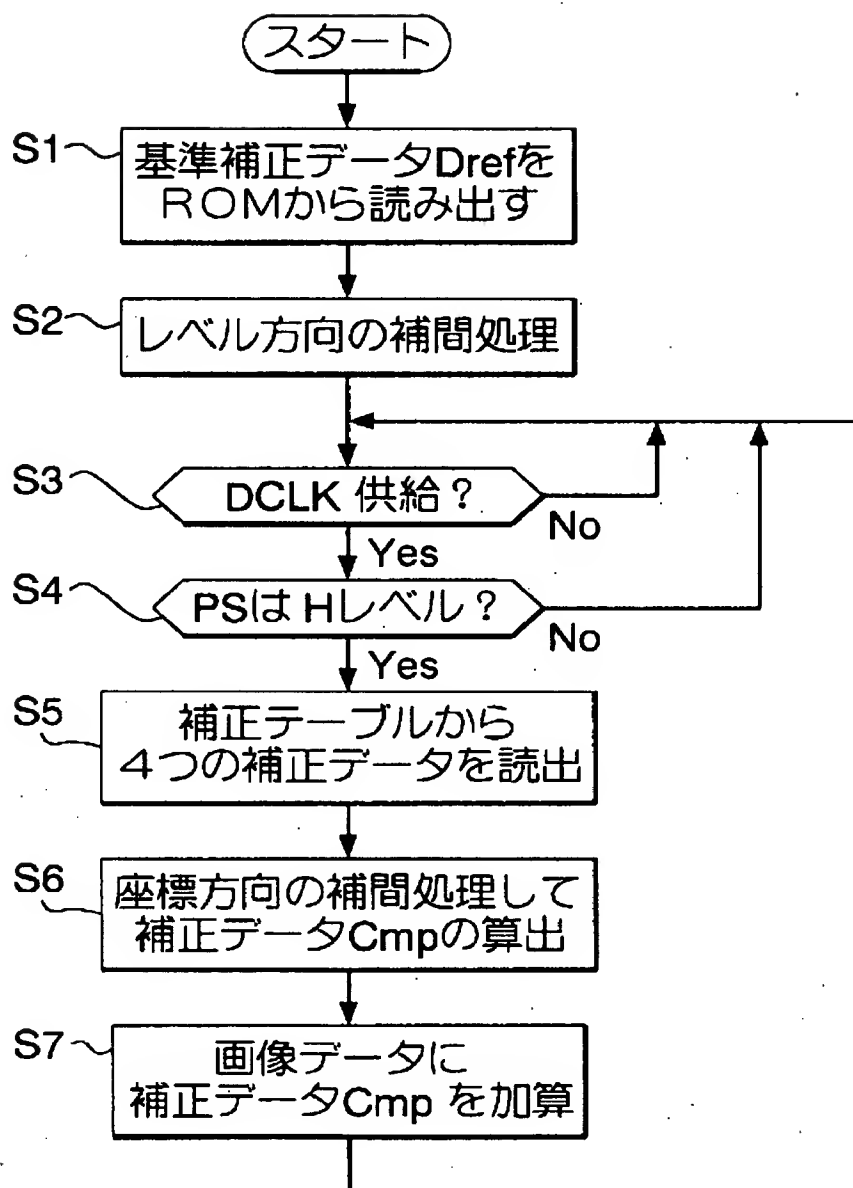 スタート
S1
基準補正データDrefを
ROMから読み出す
S2
レベル方向の補間処理
S3
DCLK 供給？
No
Yes
S4
PSは Hレベル？
No
Yes
S5
補正テーブルから
４つの補正データを読出
S6
座標方向の補間処理して
補正データCmpの算出
S7
画像データに
補正データCmp を加算